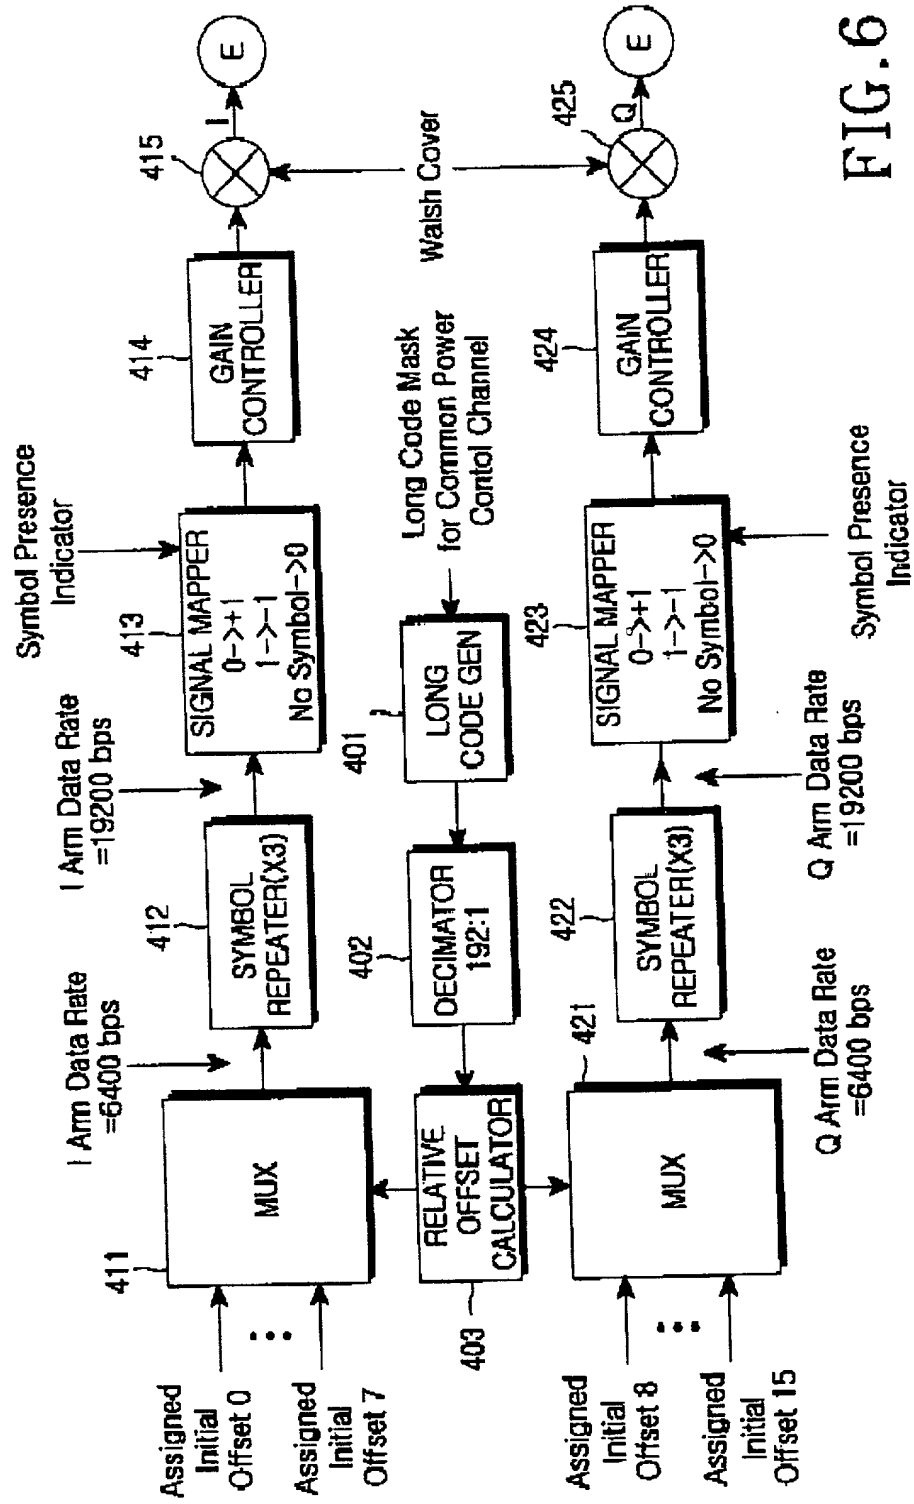 Assigned
Initial
Offset 0
Assigned
Initial
Offset 7
411
MUX
I Arm Data Rate
=6400 bps
412
SYMBOL
REPEATER(X3)
I Arm Data Rate
=19200 bps
413
SIGNAL MAPPER
0->+1
1->-1
No Symbol->0
Symbol Presence
Indicator
414
GAIN
CONTROLLER
415
I
E
403
RELATIVE
OFFSET
CALCULATOR
402
DECIMATOR
192:1
401
LONG
CODE GEN
Long Code Mask
for Common Power
Contol Channel
Walsh Cover
Assigned
Initial
Offset 8
Assigned
Initial
Offset 15
421
MUX
Q Arm Data Rate
=6400 bps
422
SYMBOL
REPEATER(X3)
Q Arm Data Rate
=19200 bps
423
SIGNAL MAPPER
0->+1
1->-1
No Symbol->0
Symbol Presence
Indicator
424
GAIN
CONTROLLER
425
Q
E
FIG.6